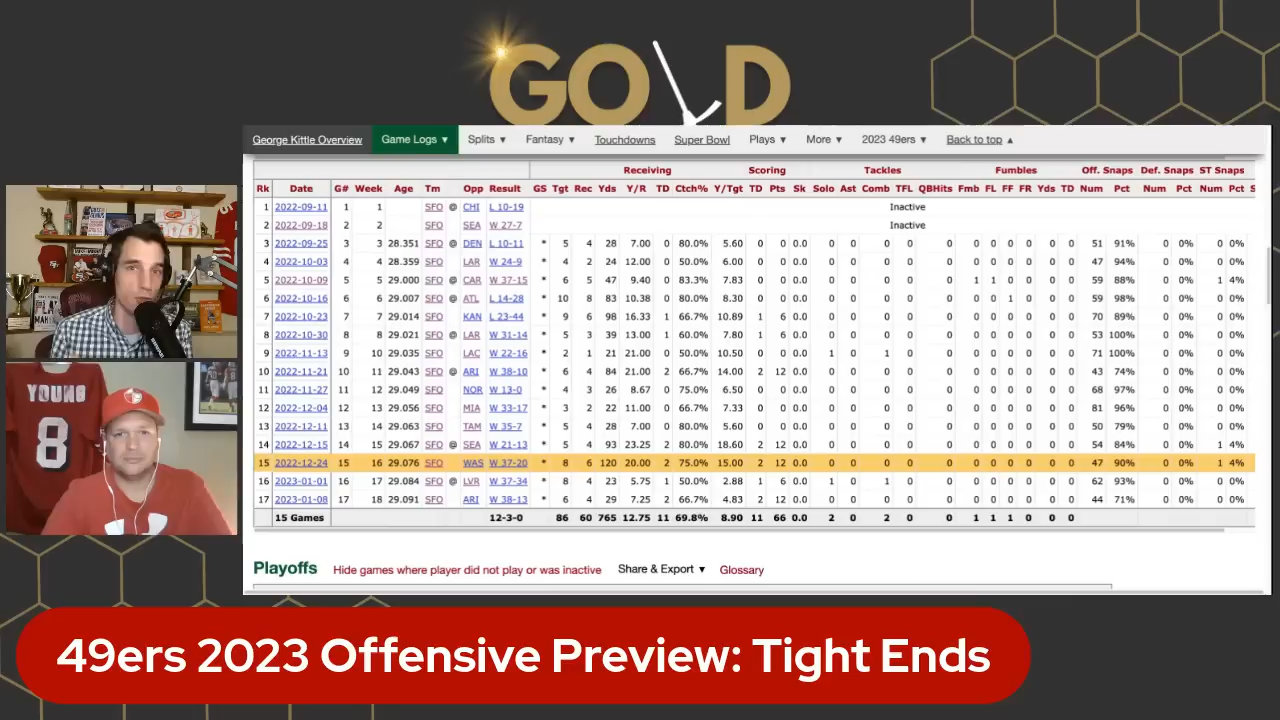 GOLD
George Kittle Overview Game Logs ▼ Splits ▼ Fantasy ▼ Touchdowns Super Bowl Plays ▼ More ▼ 2023 49ers ▼ Back to top ▲
Receiving Scoring Tackles Fumbles Off. Snaps Def. Snaps ST Snaps
Rk Date G# Week Age Tm Opp Result GS Tgt Rec Yds Y/R TD Ctch% Y/Tgt TD Pts Sk Solo Ast Comb TFL QBHits Fmb FL FF FR Yds TD Num Pct Num Pct Num Pct S
1 2022-09-11 1 1 SFO @ CHI L 10-19 Inactive
2 2022-09-18 2 2 SFO SEA W 27-7 Inactive
3 2022-09-25 3 3 28.351 SFO @ DEN L 10-11 * 5 4 28 7.00 0 80.0% 5.60 0 0 0.0 0 0 0 0 0 0 0 0 0 0 0 51 91% 0 0% 0 0%
4 2022-10-03 4 4 28.359 SFO LAR W 24-9 * 4 2 24 12.00 0 50.0% 6.00 0 0 0.0 0 0 0 0 0 0 0 0 0 0 0 47 94% 0 0% 0 0%
5 2022-10-09 5 5 29.000 SFO @ CAR W 37-15 * 6 5 47 9.40 0 83.3% 7.83 0 0 0.0 0 0 0 0 0 1 1 0 0 0 0 59 88% 0 0% 1 4%
6 2022-10-16 6 6 29.007 SFO @ ATL L 14-28 * 10 8 83 10.38 0 80.0% 8.30 0 0 0.0 0 0 0 0 0 0 0 1 0 0 0 59 98% 0 0% 0 0%
7 2022-10-23 7 7 29.014 SFO KAN L 23-44 * 9 6 98 16.33 1 66.7% 10.89 1 6 0.0 0 0 0 0 0 0 0 0 0 0 0 70 89% 0 0% 0 0%
8 2022-10-30 8 8 29.021 SFO @ LAR W 31-14 * 5 3 39 13.00 1 60.0% 7.80 1 6 0.0 0 0 0 0 0 0 0 0 0 0 0 53 100% 0 0% 0 0%
9 2022-11-13 9 10 29.035 SFO LAC W 22-16 * 2 1 21 21.00 0 50.0% 10.50 0 0 0.0 1 0 1 0 0 0 0 0 0 0 0 71 100% 0 0% 0 0%
10 2022-11-21 10 11 29.043 SFO @ ARI W 38-10 * 6 4 84 21.00 2 66.7% 14.00 2 12 0.0 0 0 0 0 0 0 0 0 0 0 0 43 74% 0 0% 0 0%
11 2022-11-27 11 12 29.049 SFO NOR W 13-0 * 4 3 26 8.67 0 75.0% 6.50 0 0 0.0 0 0 0 0 0 0 0 0 0 0 0 68 97% 0 0% 0 0%
12 2022-12-04 12 13 29.056 SFO MIA W 33-17 * 3 2 22 11.00 0 66.7% 7.33 0 0 0.0 0 0 0 0 0 0 0 0 0 0 0 81 96% 0 0% 0 0%
13 2022-12-11 13 14 29.063 SFO TAM W 35-7 * 5 4 28 7.00 0 80.0% 5.60 0 0 0.0 0 0 0 0 0 0 0 0 0 0 0 50 79% 0 0% 0 0%
14 2022-12-15 14 15 29.067 SFO @ SEA W 21-13 * 5 4 93 23.25 2 80.0% 18.60 2 12 0.0 0 0 0 0 0 0 0 0 0 0 0 54 84% 0 0% 1 4%
15 2022-12-24 15 16 29.076 SFO WAS W 37-20 * 8 6 120 20.00 2 75.0% 15.00 2 12 0.0 0 0 0 0 0 0 0 0 0 0 0 47 90% 0 0% 1 4%
16 2023-01-01 16 17 29.084 SFO @ LVR W 37-34 * 8 4 23 5.75 1 50.0% 2.88 1 6 0.0 1 0 1 0 0 0 0 0 0 0 0 62 93% 0 0% 0 0%
17 2023-01-08 17 18 29.091 SFO ARI W 38-13 * 6 4 29 7.25 2 66.7% 4.83 2 12 0.0 0 0 0 0 0 0 0 0 0 0 0 44 71% 0 0% 0 0%
15 Games 12-3-0 86 60 765 12.75 11 69.8% 8.90 11 66 0.0 2 0 2 0 0 1 1 1 0 0 0
Playoffs Hide games where player did not play or was inactive Share & Export ▼ Glossary
YOUNG
8
49ers 2023 Offensive Preview: Tight Ends